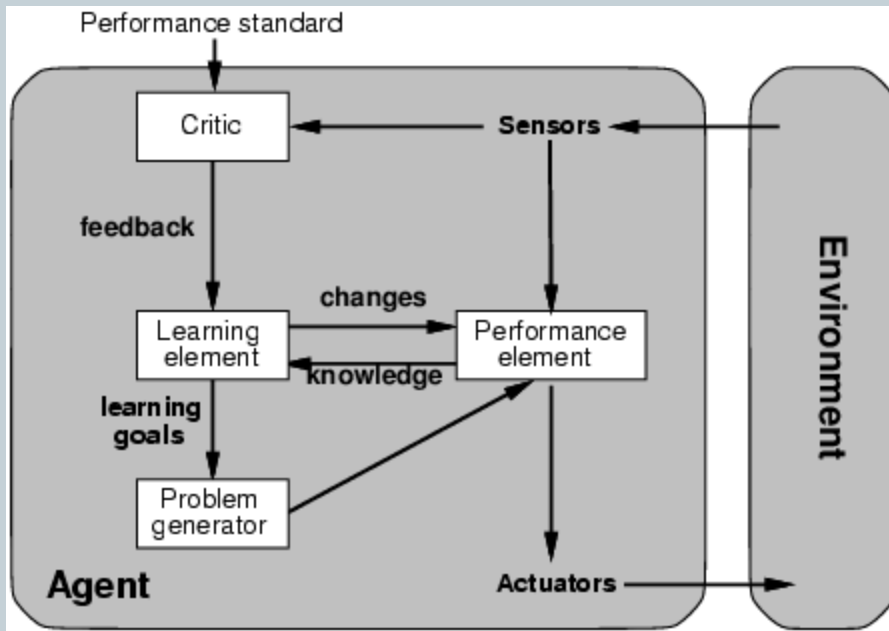 Performance standard
Critic
Sensors
feedback
changes
Learning
element
Performance
element
knowledge
learning
goals
Problem
generator
Agent
Actuators
Environment